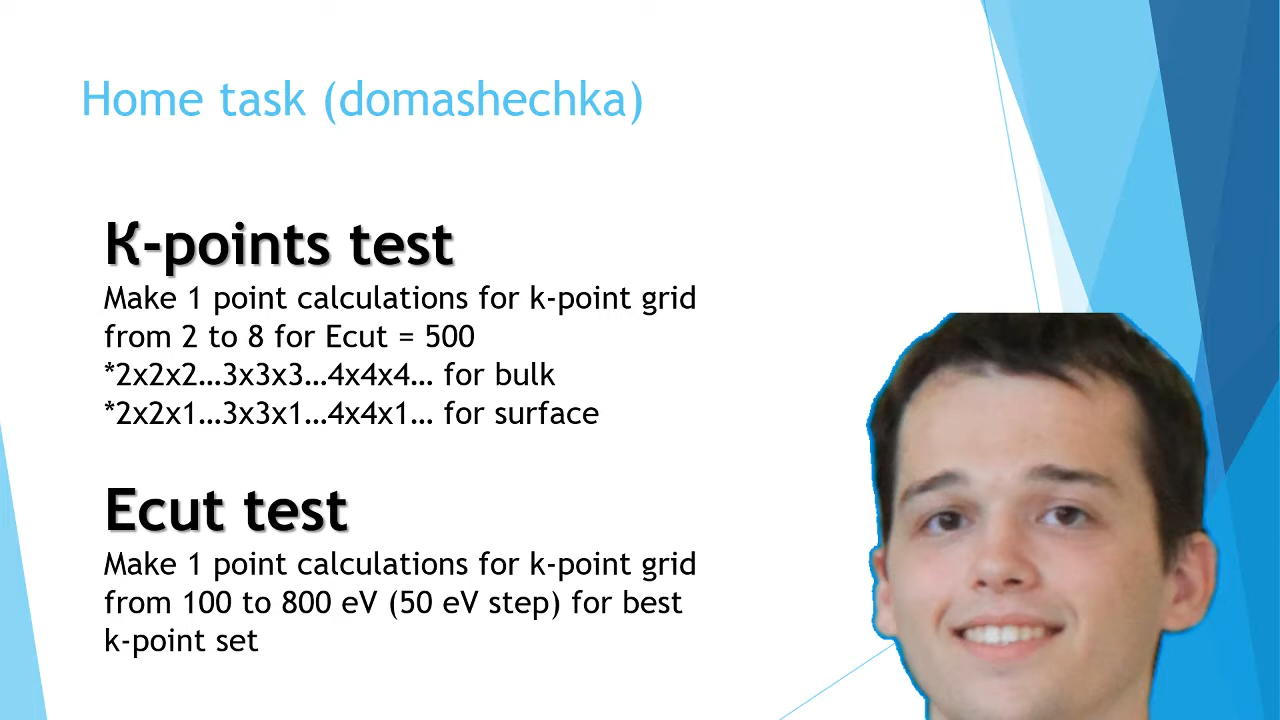 Home task (domashechka)
К-points test
Make 1 point calculations for k-point grid
from 2 to 8 for Ecut = 500
*2x2x2…3x3x3…4x4x4… for bulk
*2x2x1…3x3x1…4x4x1… for surface
Ecut test
Make 1 point calculations for k-point grid
from 100 to 800 eV (50 eV step) for best
k-point set